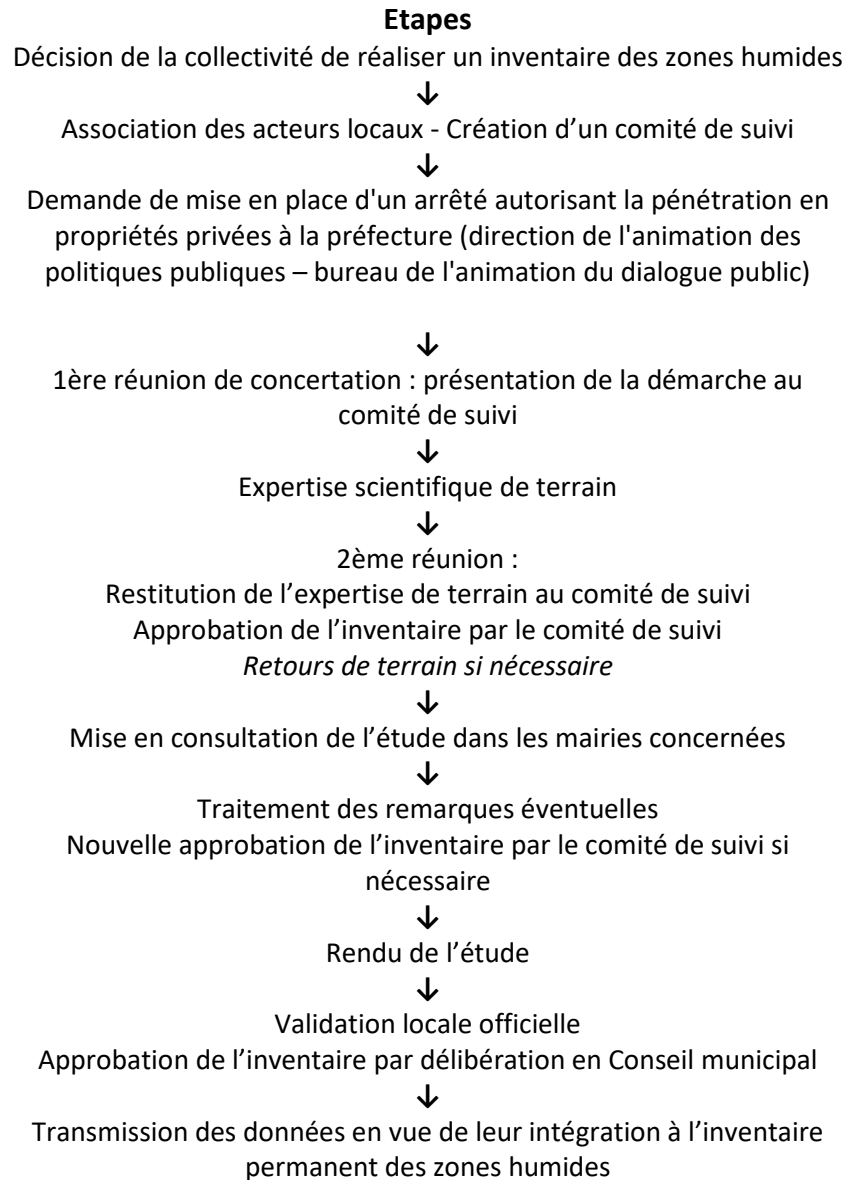 Etapes
Décision de la collectivité de réaliser un inventaire des zones humides
↓
Association des acteurs locaux - Création d’un comité de suivi
↓
Demande de mise en place d'un arrêté autorisant la pénétration en
propriétés privées à la préfecture (direction de l'animation des
politiques publiques – bureau de l'animation du dialogue public)
↓
1ère réunion de concertation : présentation de la démarche au
comité de suivi
↓
Expertise scientifique de terrain
↓
2ème réunion :
Restitution de l’expertise de terrain au comité de suivi
Approbation de l’inventaire par le comité de suivi
Retours de terrain si nécessaire
↓
Mise en consultation de l’étude dans les mairies concernées
↓
Traitement des remarques éventuelles
Nouvelle approbation de l’inventaire par le comité de suivi si
nécessaire
↓
Rendu de l’étude
↓
Validation locale officielle
Approbation de l’inventaire par délibération en Conseil municipal
↓
Transmission des données en vue de leur intégration à l’inventaire
permanent des zones humides